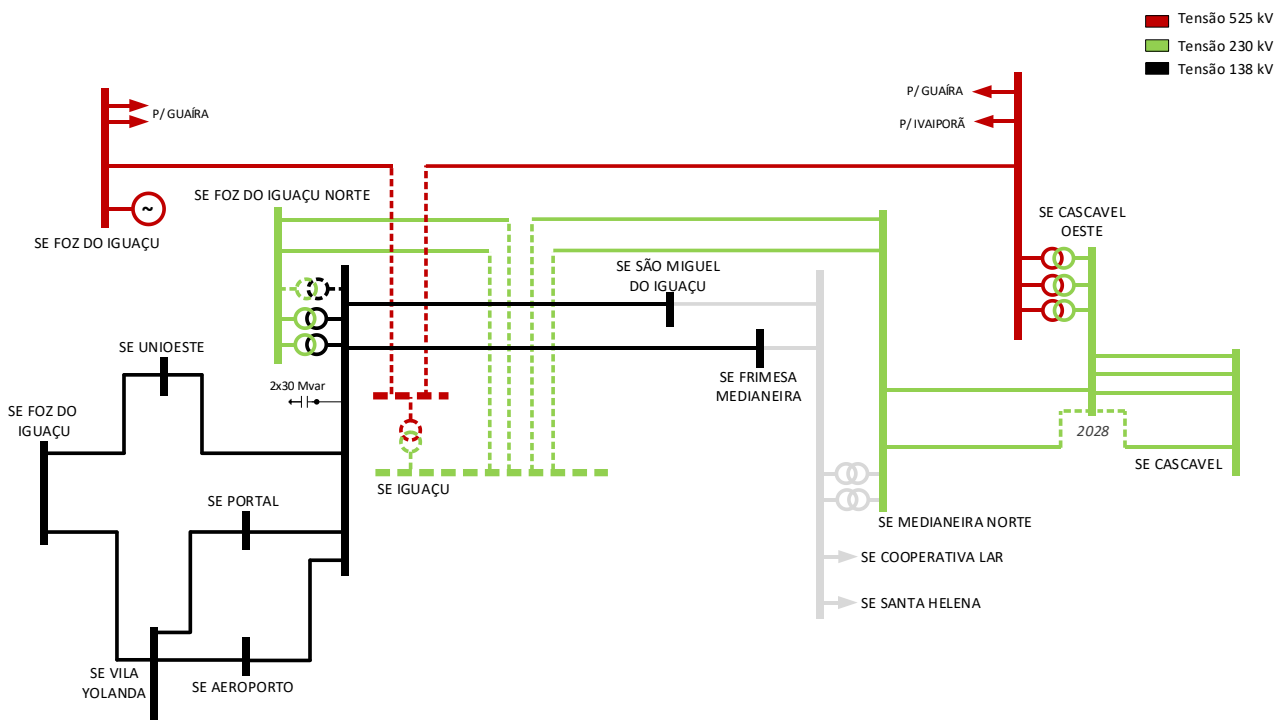 Tensão 525 kV
Tensão 230 kV
Tensão 138 kV
P/ GUAÍRA
P/ GUAÍRA
P/ IVAIPORÃ
SE FOZ DO IGUAÇU NORTE
SE FOZ DO IGUAÇU
~
SE CASCAVEL
OESTE
SE SÃO MIGUEL
DO IGUAÇU
SE UNIOESTE
SE FRIMESA
MEDIANEIRA
2x30 Mvar
SE FOZ DO
IGUAÇU
2028
SE CASCAVEL
SE IGUAÇU
SE PORTAL
SE MEDIANEIRA NORTE
SE COOPERATIVA LAR
SE SANTA HELENA
SE VILA
YOLANDA
SE AEROPORTO